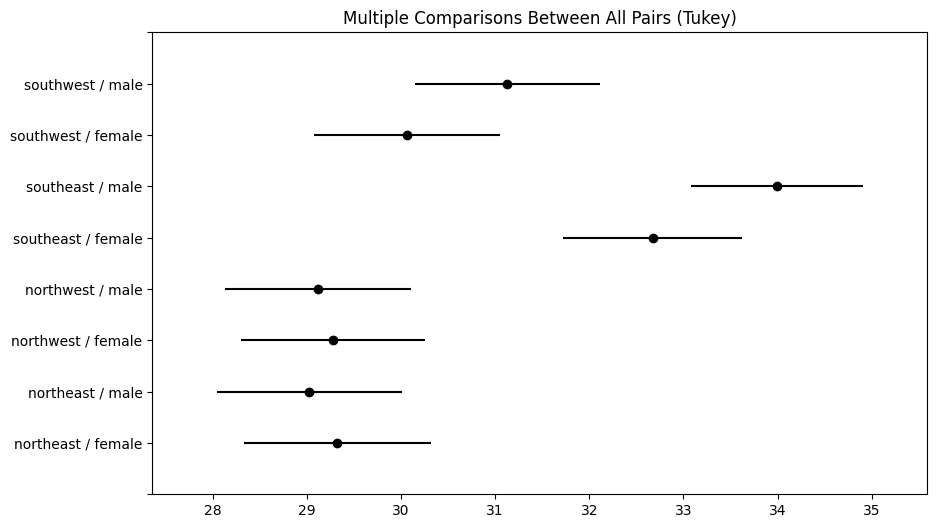 Multiple Comparisons Between All Pairs (Tukey)
southwest / male
southwest / female
southeast / male
southeast / female
northwest / male
northwest / female
northeast / male
northeast / female
28 29 30 31 32 33 34 35